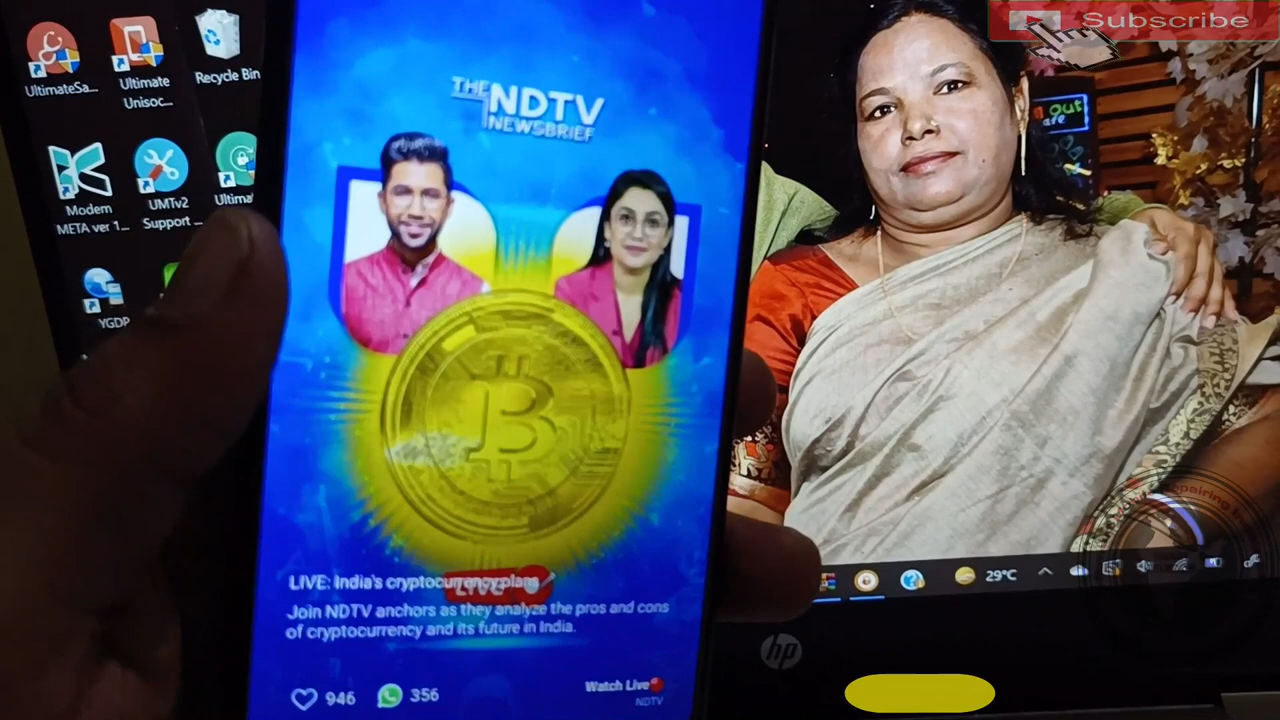 Subscribe
UltimateSa...
Ultimate
Unisoc...
Recycle Bin
Modem
META ver 1...
UMTv2
Support ...
Ultima
YGDP
THE
NDTV
NEWSBRIEF
B
LIVE
LIVE: India's cryptocurrency plans
Join NDTV anchors as they analyze the pros and cons
of cryptocurrency and its future in India.
946
356
Watch Live
NDTV
out
29°C
hp